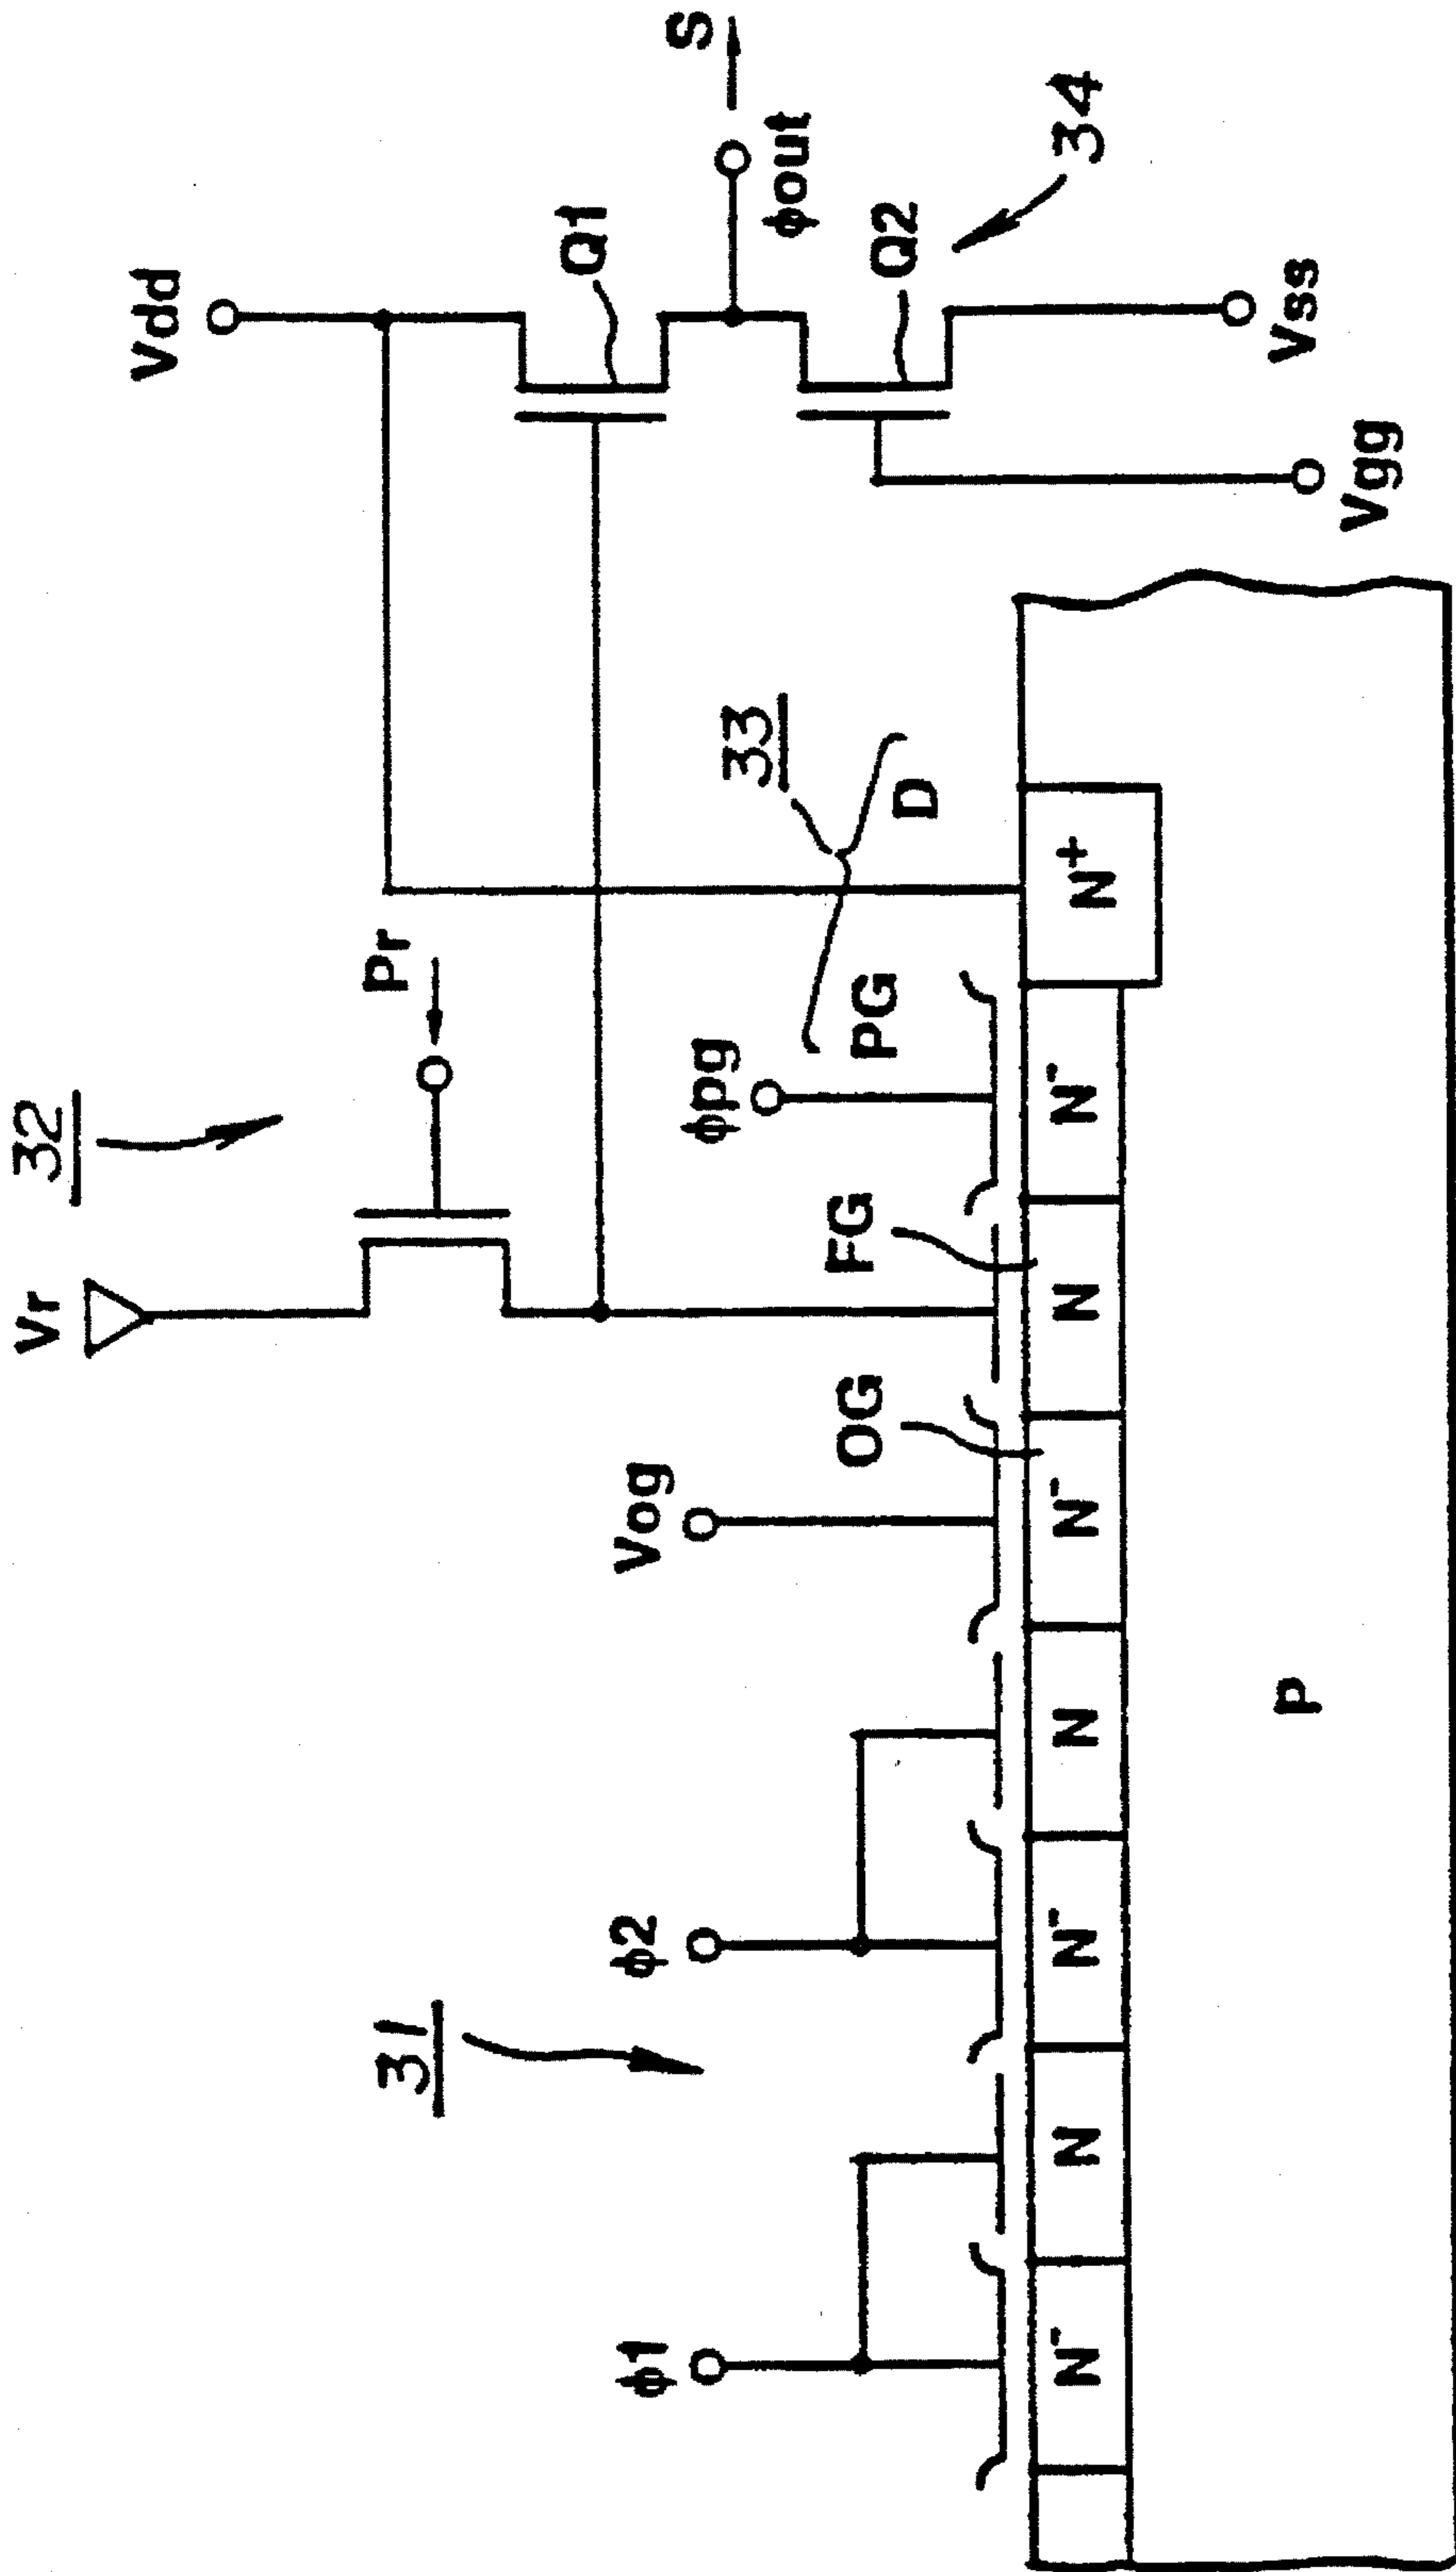 Vr
32
Pr
Vdd
Q1
S
φout
Q2
34
Vss
Vgg
31
φ1
φ2
Vog
OG
FG
φpg
PG
D
33
N⁻
N
N⁻
N
N⁻
N
N⁻
N⁺
P